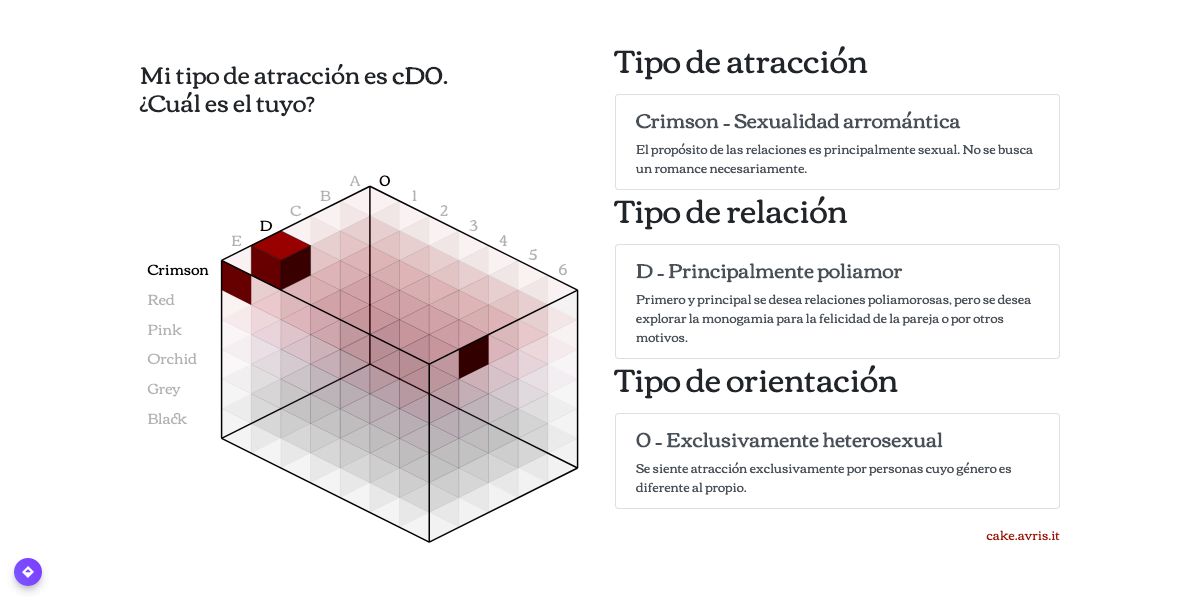 Mi tipo de atracción es cD0.
¿Cuál es el tuyo?
A 0
B 1
C 2
D 3
E 4
5
6
Crimson
Red
Pink
Orchid
Grey
Black
Tipo de atracción
Crimson - Sexualidad arromántica
El propósito de las relaciones es principalmente sexual. No se busca
un romance necesariamente.
Tipo de relación
D - Principalmente poliamor
Primero y principal se desea relaciones poliamorosas, pero se desea
explorar la monogamia para la felicidad de la pareja o por otros
motivos.
Tipo de orientación
0 - Exclusivamente heterosexual
Se siente atracción exclusivamente por personas cuyo género es
diferente al propio.
cake.avris.it